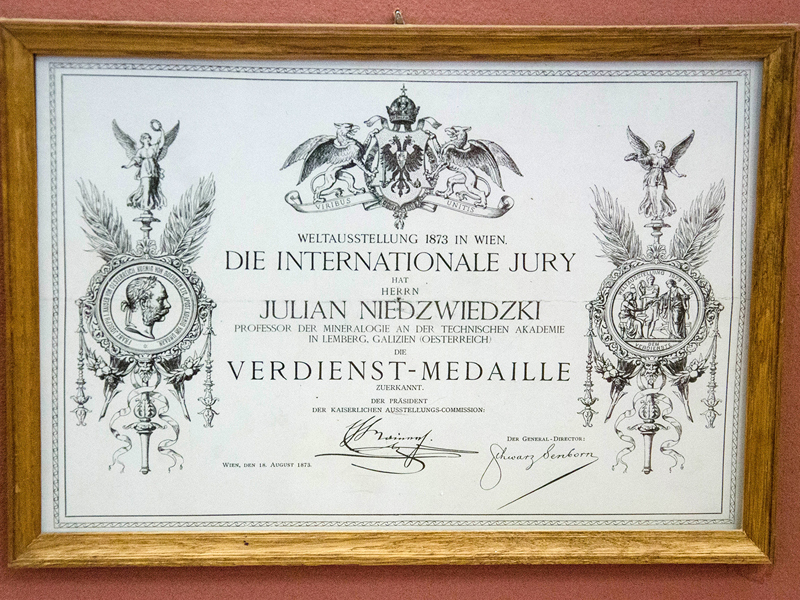 VIRIBUS UNITIS
WELTAUSSTELLUNG 1873 IN WIEN.
DIE INTERNATIONALE JURY
HAT
HERRN
JULIAN NIEDZWIEDZKI
PROFESSOR DER MINERALOGIE AN DER TECHNISCHEN AKADEMIE
IN LEMBERG, GALIZIEN (OESTERREICH)
DIE
VERDIENST-MEDAILLE
ZUERKANNT.
DER PRÄSIDENT
DER KAISERLICHEN AUSSTELLUNGS-COMMISSION:
DER GENERAL-DIRECTOR:
Schwarz Senborn
WIEN, DEN 18. AUGUST 1873.